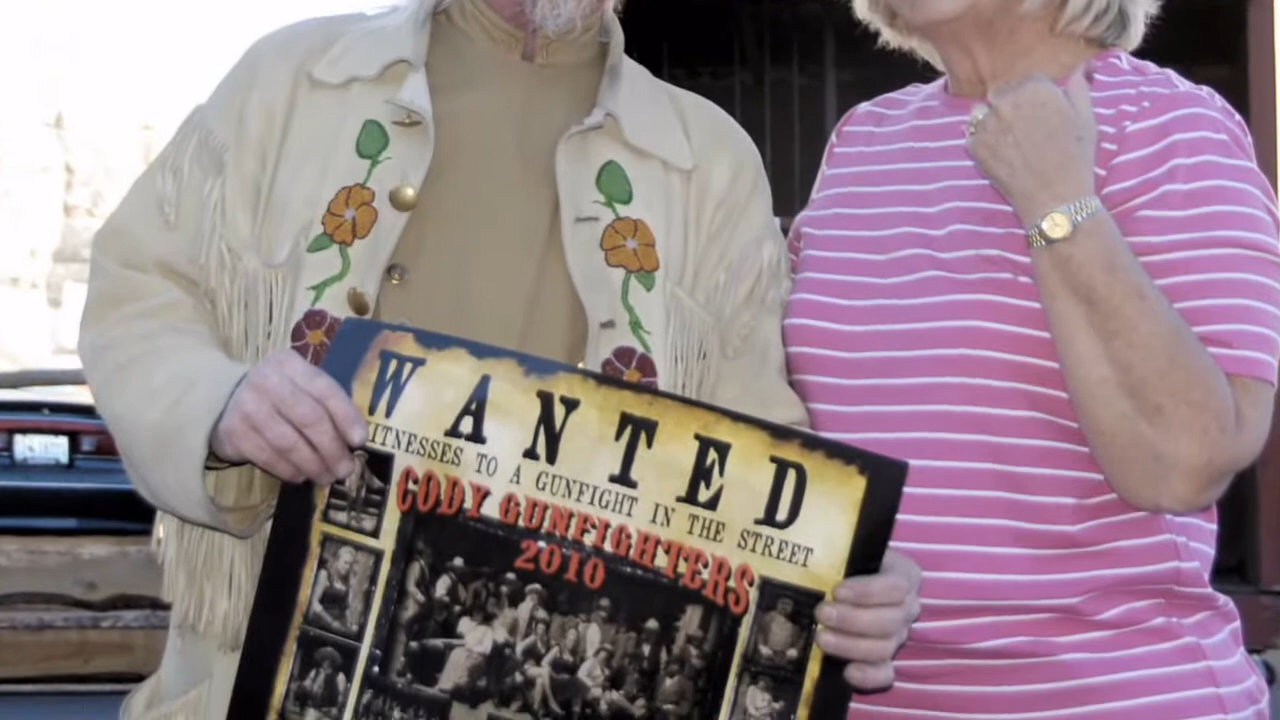 WANTED
WITNESSES TO A GUNFIGHT IN THE STREET
CODY GUNFIGHTERS
2010